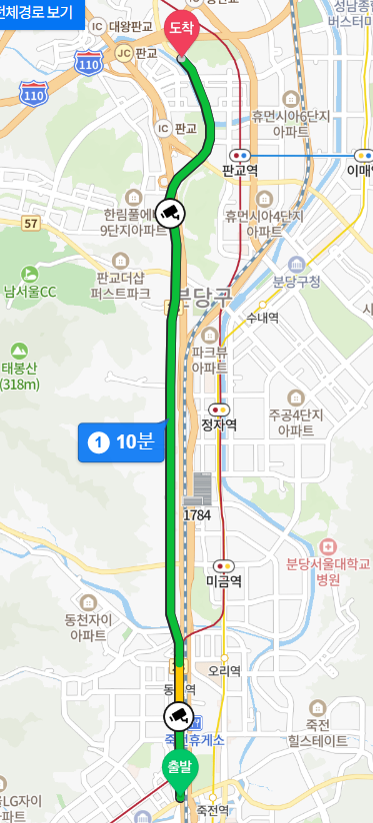 전체경로 보기
IC 대왕판교
도착
JC 판교
110
110
휴먼시아6단지
아파트
IC 판교
판교역
한림풀에버
9단지아파트
휴먼시아4단지
아파트
57
판교더샵
퍼스트파크
남서울CC
분당구
분당구청
수내역
태봉산
(318m)
파크뷰
아파트
주공4단지
아파트
정자역
1 10분
1784
분당서울대학교
병원
미금역
동천자이
아파트
오리역
죽전휴게소
죽전
힐스테이트
출발
죽전역